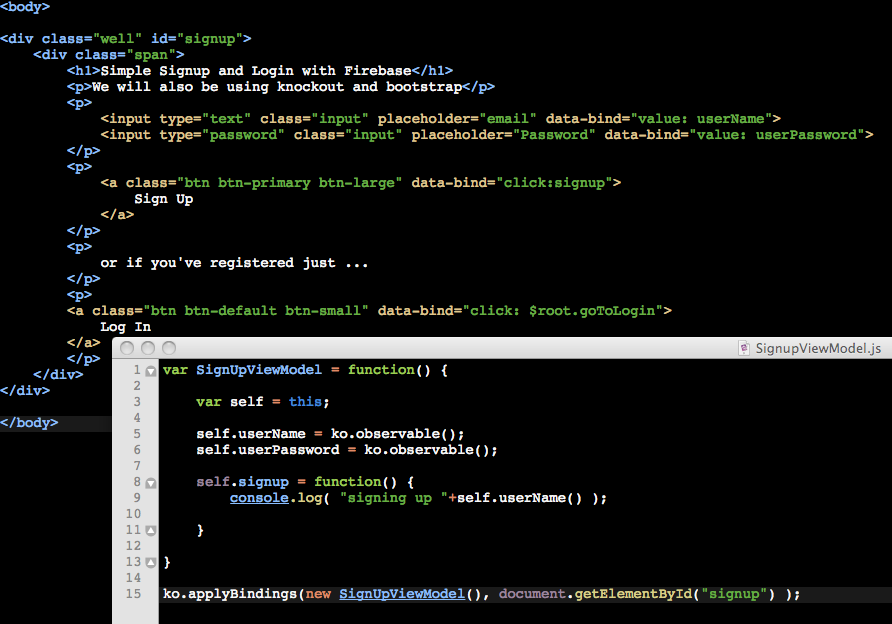 <body>
<div class="well" id="signup">
<div class="span">
<h1>Simple Signup and Login with Firebase</h1>
<p>We will also be using knockout and bootstrap</p>
<p>
<input type="text" class="input" placeholder="email" data-bind="value: userName">
<input type="password" class="input" placeholder="Password" data-bind="value: userPassword">
</p>
<p>
<a class="btn btn-primary btn-large" data-bind="click:signup">
Sign Up
</a>
</p>
<p>
or if you've registered just ...
</p>
<p>
<a class="btn btn-default btn-small" data-bind="click: $root.goToLogin">
Log In
</a>
</p>
</div>
</div>
</body>
SignupViewModel.js
1 var SignUpViewModel = function() {
2
3 var self = this;
4
5 self.userName = ko.observable();
6 self.userPassword = ko.observable();
7
8 self.signup = function() {
9 console.log( "signing up "+self.userName() );
10
11 }
12
13 }
14
15 ko.applyBindings(new SignUpViewModel(), document.getElementById("signup") );